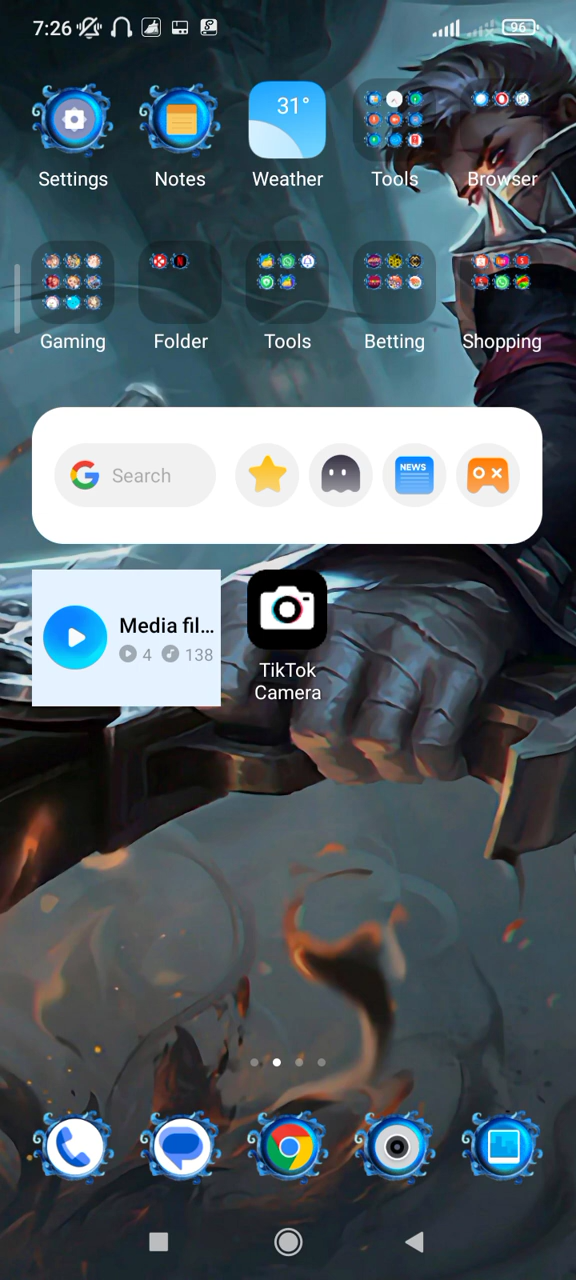 7:26
96
31°
Settings
Notes
Weather
Tools
Browser
Gaming
Folder
Tools
Betting
Shopping
Search
NEWS
Media fil...
4
138
TikTok
Camera